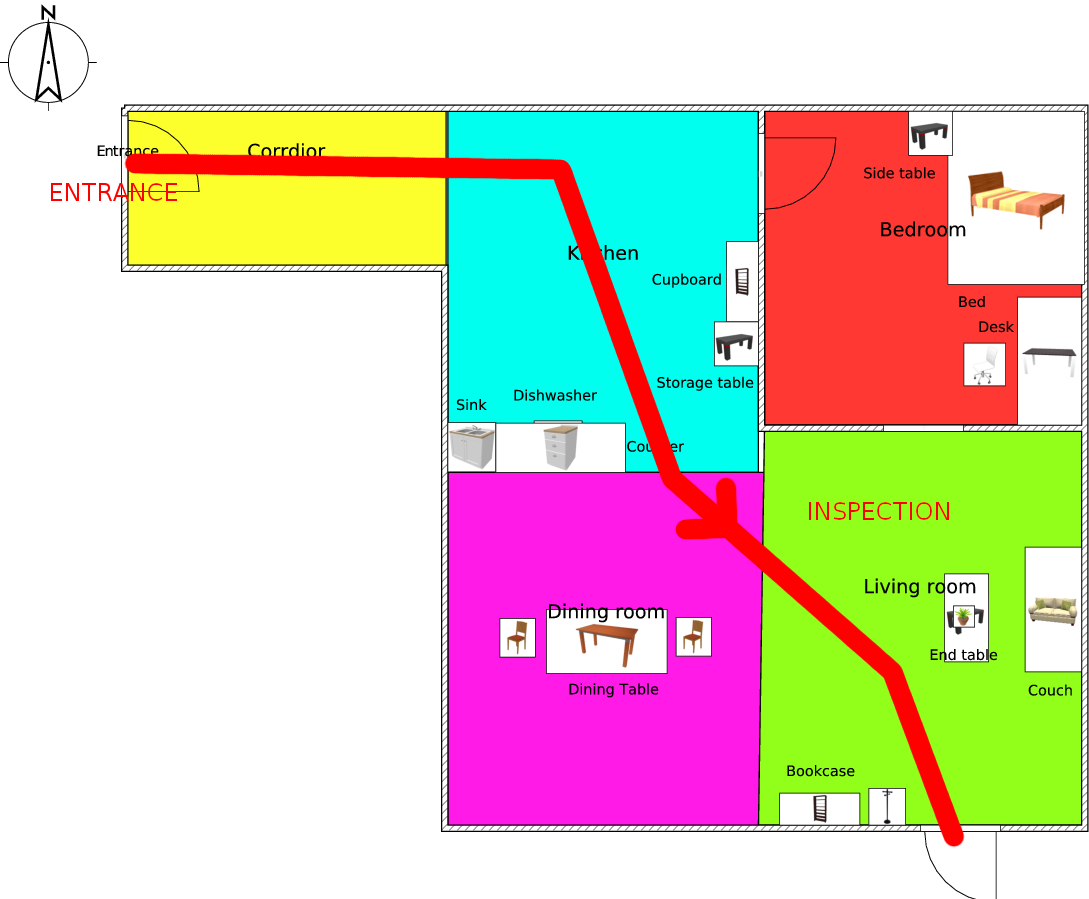 N
Entrance
ENTRANCE
Corrdior
Kitchen
Cupboard
Storage table
Sink
Dishwasher
Counter
Side table
Bedroom
Bed
Desk
INSPECTION
Living room
End table
Couch
Dining room
Dining Table
Bookcase